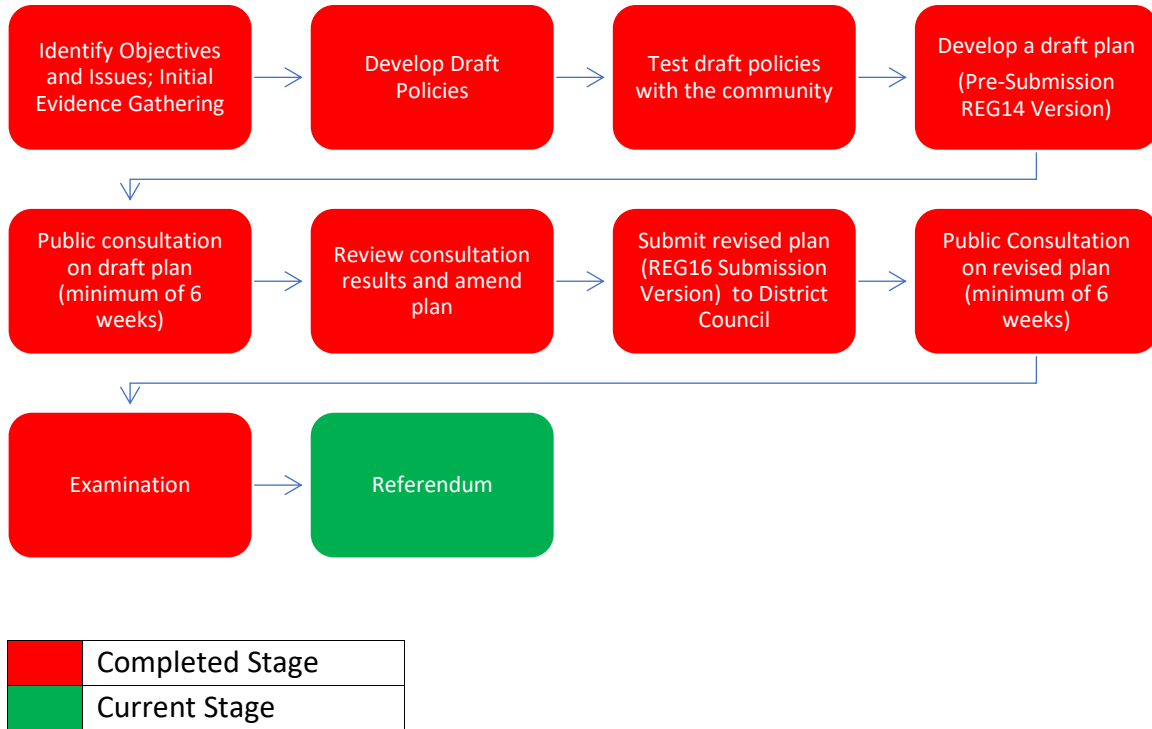 Identify Objectives
and Issues; Initial
Evidence Gathering
Develop Draft
Policies
Test draft policies
with the community
Develop a draft plan
(Pre-Submission
REG14 Version)
Public consultation
on draft plan
(minimum of 6
weeks)
Review consultation
results and amend
plan
Submit revised plan
(REG16 Submission
Version) to District
Council
Public Consultation
on revised plan
(minimum of 6
weeks)
Examination
Referendum
Completed Stage
Current Stage